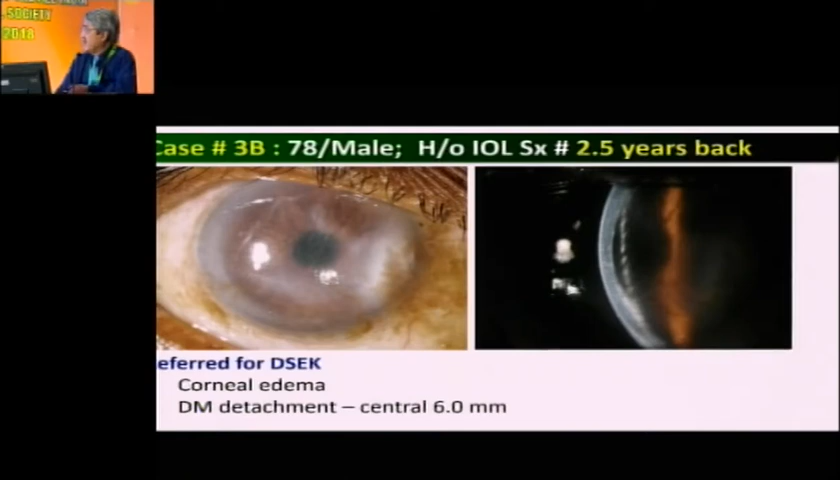 SOCIETY
2018
Case # 3B : 78/Male; H/o IOL Sx # 2.5 years back
eferred for DSEK
Corneal edema
DM detachment – central 6.0 mm